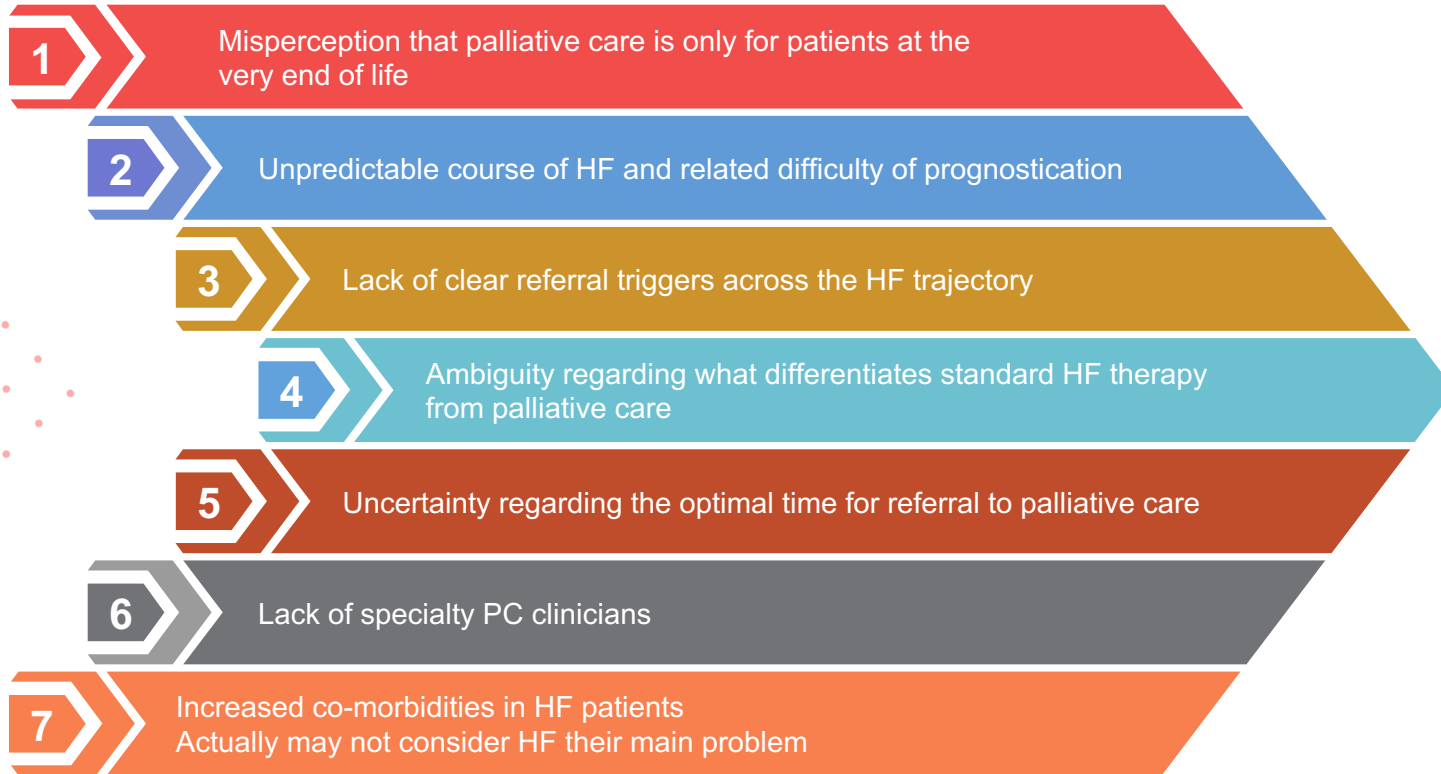 1
Misperception that palliative care is only for patients at the
very end of life
2
Unpredictable course of HF and related difficulty of prognostication
3
Lack of clear referral triggers across the HF trajectory
4
Ambiguity regarding what differentiates standard HF therapy
from palliative care
5
Uncertainty regarding the optimal time for referral to palliative care
6
Lack of specialty PC clinicians
7
Increased co-morbidities in HF patients
Actually may not consider HF their main problem